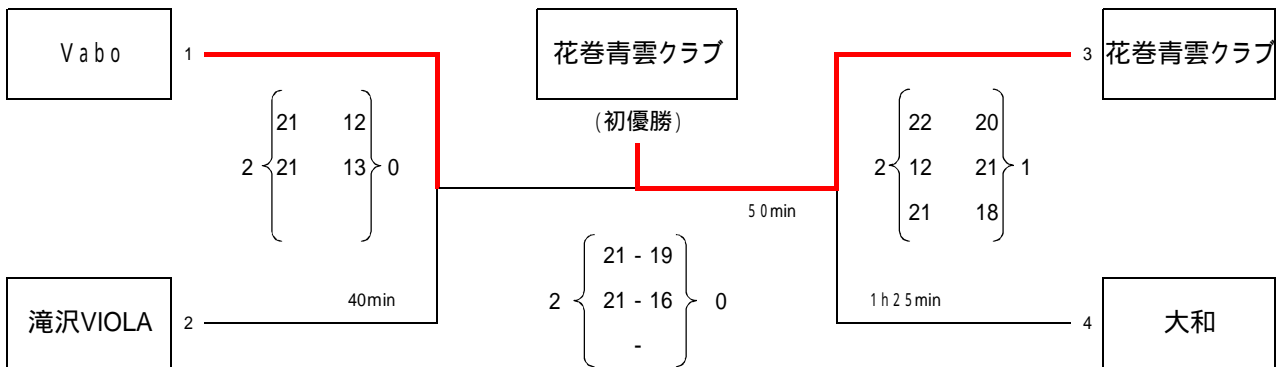 Vabo 1 花巻青雲クラブ 3 花巻青雲クラブ
(初優勝)
21 12 22 20
2 21 13 0 2 12 21 1
21 18
50min
21 - 19
40min 2 21 - 16 0 1h25min
滝沢VIOLA 2 4 大和
-